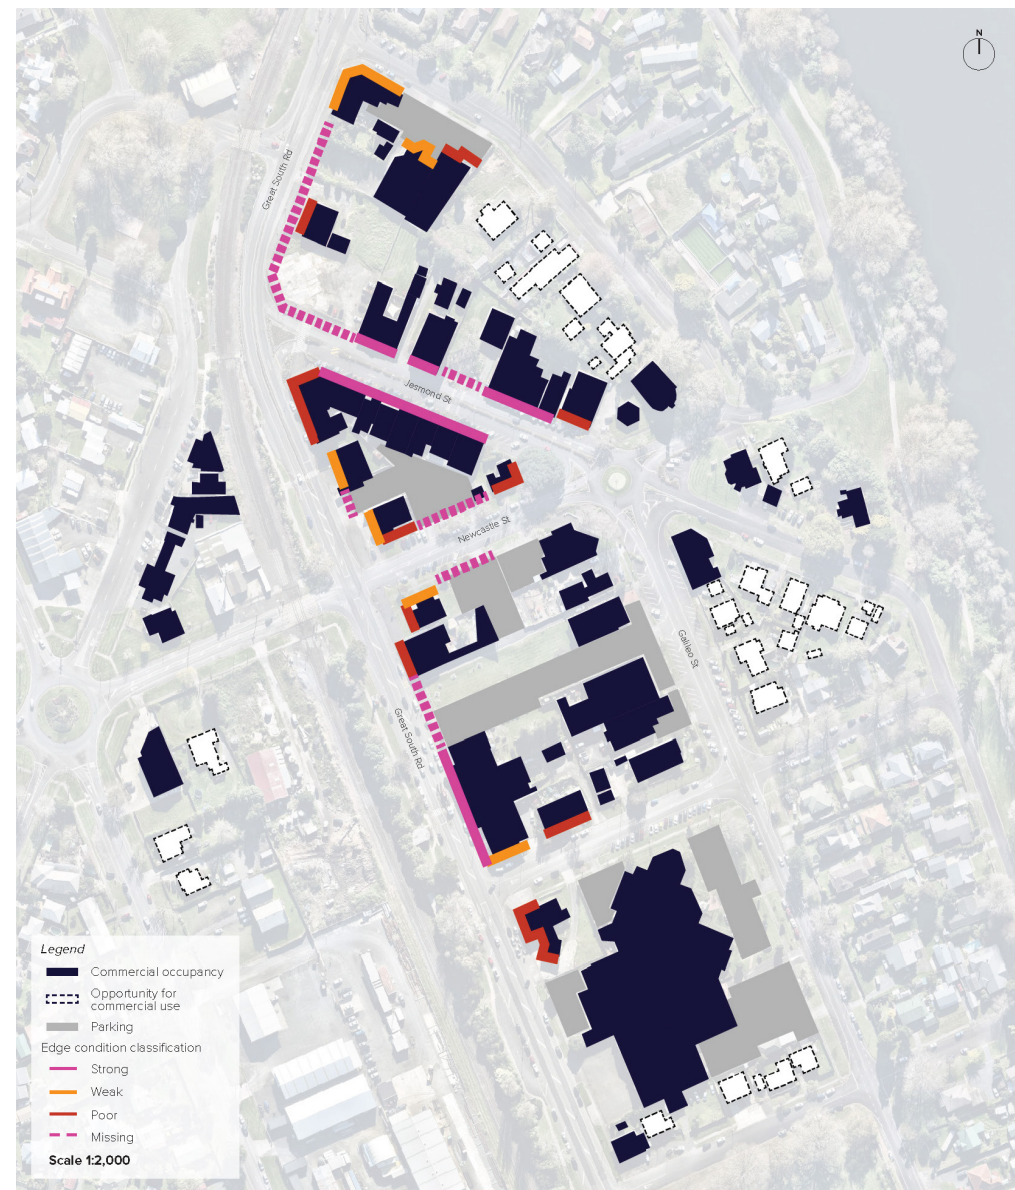 N
Great South Rd
Jesmond St
Newcastle St
Galileo St
Great South Rd
Legend
Commercial occupancy
Opportunity for
commercial use
Parking
Edge condition classification
Strong
Weak
Poor
Missing
Scale 1:2,000